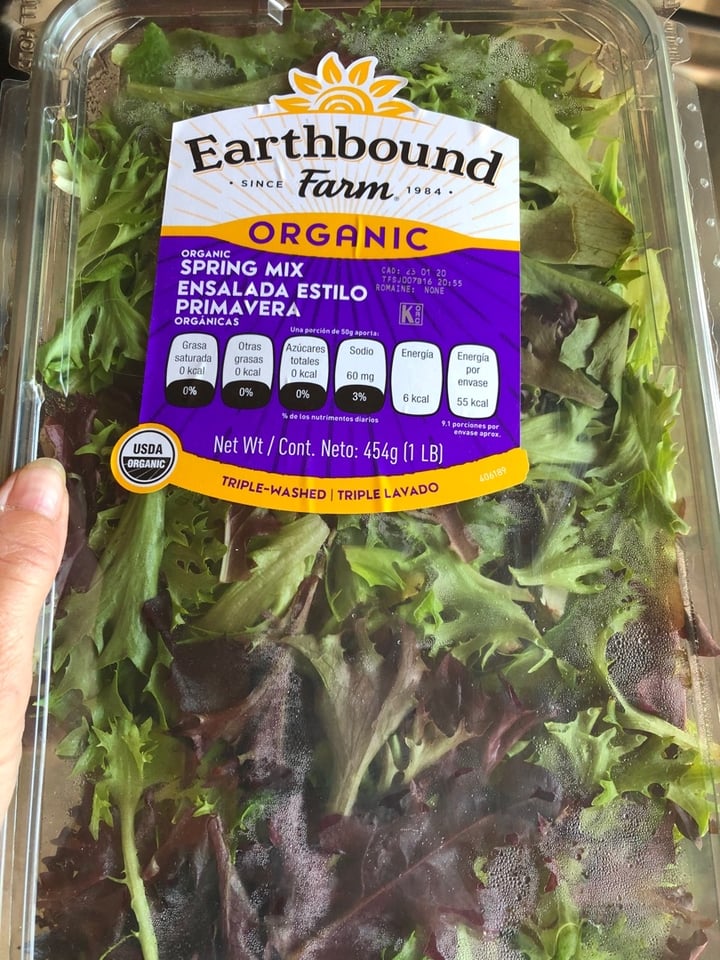 Earthbound
• SINCE Farm® 1984 •
ORGANIC
ORGANIC
SPRING MIX
ENSALADA ESTILO
PRIMAVERA
ORGÁNICAS
CAD: 23 01 20
TFSJ007B16 20:55
ROMAINE: NONE
K ORC
Una porción de 50g aporta:
Grasa saturada 0 kcal 0%
Otras grasas 0 kcal 0%
Azúcares totales 0 kcal 0%
Sodio 60 mg 3%
Energía 6 kcal
Energía por envase 55 kcal
% de los nutrimentos diarios
9.1 porciones por
envase aprox.
Net Wt / Cont. Neto: 454g (1 LB)
USDA
ORGANIC
TRIPLE-WASHED | TRIPLE LAVADO
406189